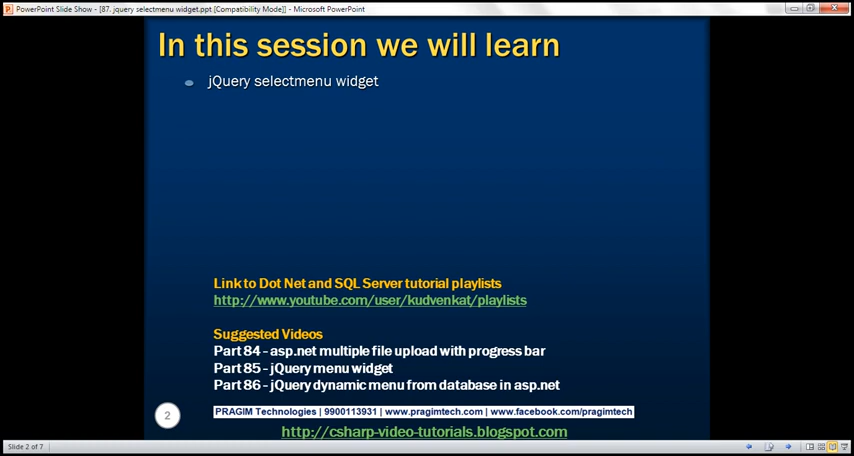 PowerPoint Slide Show - [87. jquery selectmenu widget.ppt [Compatibility Mode]] - Microsoft PowerPoint
In this session we will learn
jQuery selectmenu widget
Link to Dot Net and SQL Server tutorial playlists
http://www.youtube.com/user/kudvenkat/playlists
Suggested Videos
Part 84 – asp.net multiple file upload with progress bar
Part 85 – jQuery menu widget
Part 86 – jQuery dynamic menu from database in asp.net
2
PRAGIM Technologies | 9900113931 | www.pragimtech.com | www.facebook.com/pragimtech
http://csharp-video-tutorials.blogspot.com
Slide 2 of 7